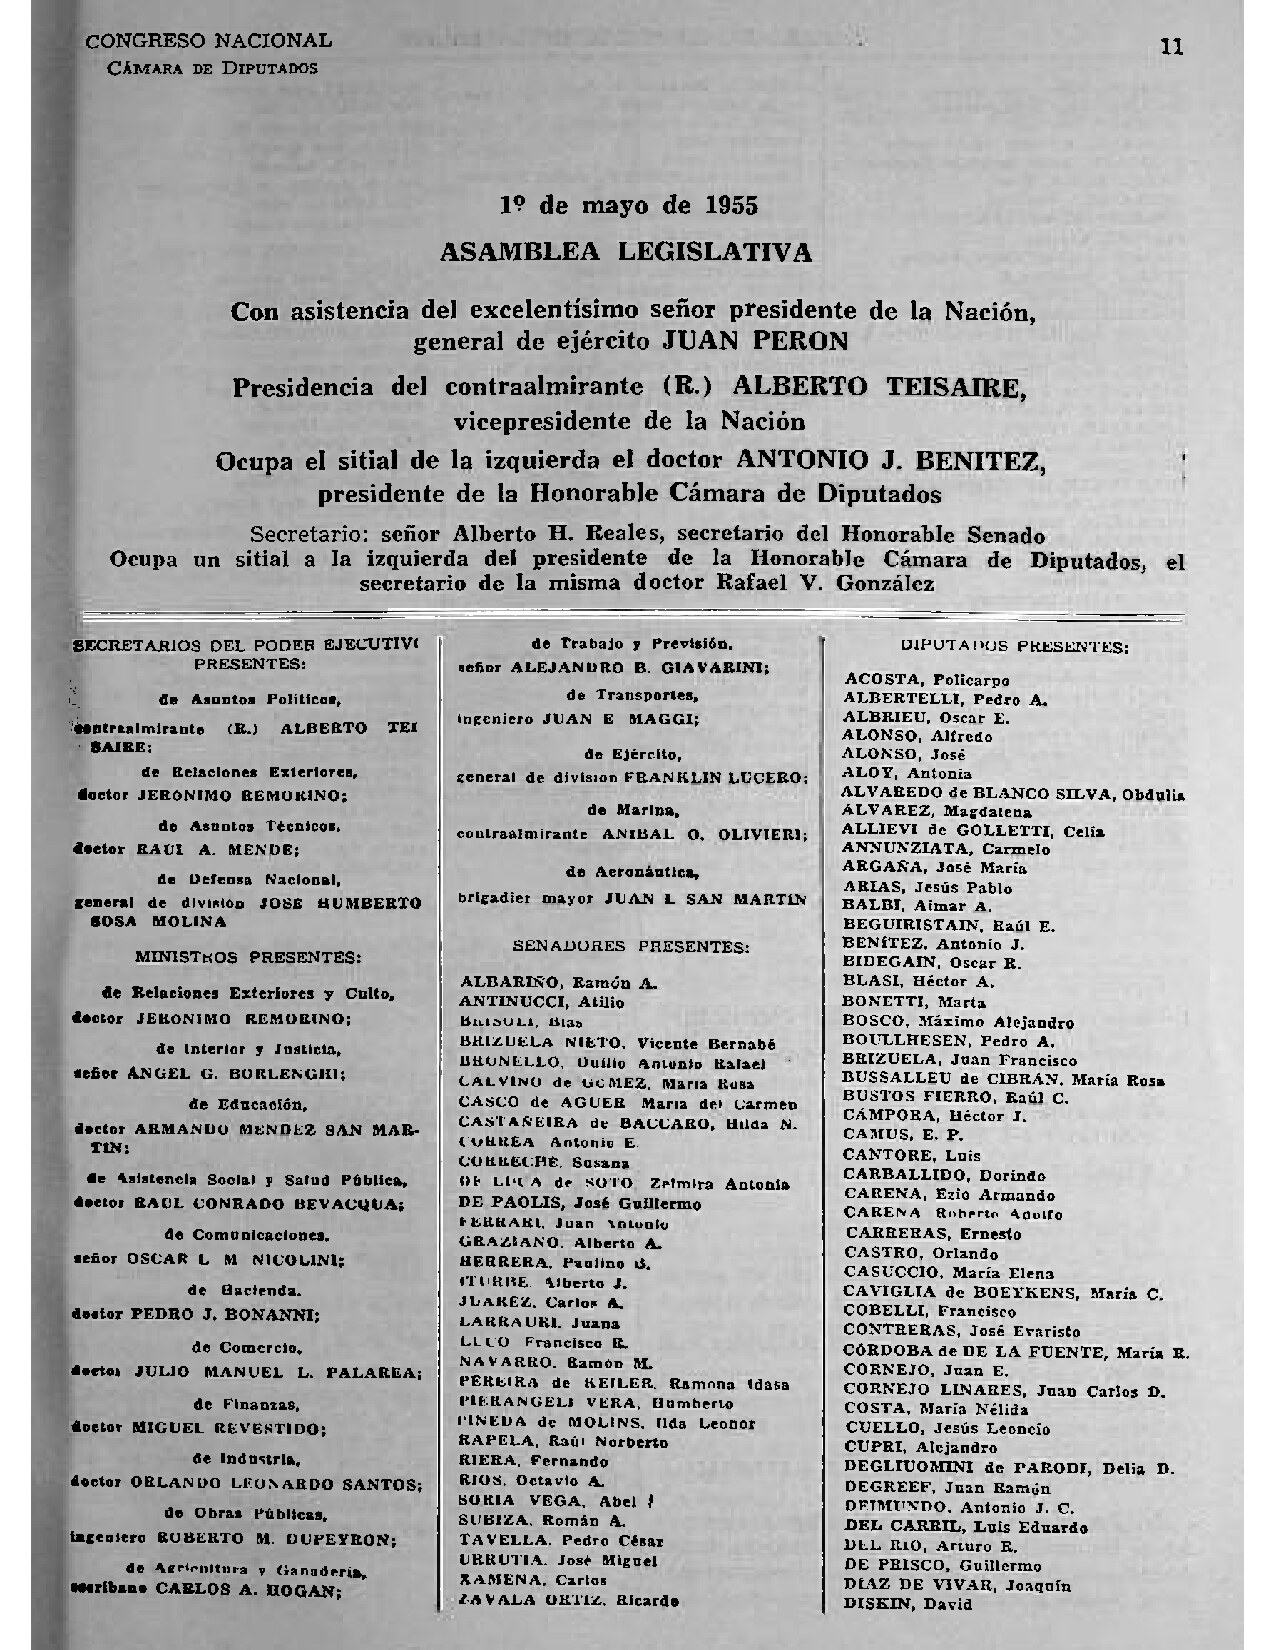 CONGRESO NACIONAL
CÁMARA DE DIPUTADOS
11
1º de mayo de 1955
ASAMBLEA LEGISLATIVA
Con asistencia del excelentísimo señor presidente de la Nación,
general de ejército JUAN PERON
Presidencia del contraalmirante (R.) ALBERTO TEISAIRE,
vicepresidente de la Nación
Ocupa el sitial de la izquierda el doctor ANTONIO J. BENITEZ,
presidente de la Honorable Cámara de Diputados
Secretario: señor Alberto H. Reales, secretario del Honorable Senado
Ocupa un sitial a la izquierda del presidente de la Honorable Cámara de Diputados, el
secretario de la misma doctor Rafael V. González
SECRETARIOS DEL PODER EJECUTIVO
PRESENTES:
de Asuntos Políticos,
contraalmirante (R.) ALBERTO TEI
SAIRE;
de Relaciones Exteriores,
doctor JERONIMO REMORINO;
de Asuntos Técnicos,
doctor RAUL A. MENDE;
de Defensa Nacional,
general de división JOSE HUMBERTO
SOSA MOLINA
MINISTROS PRESENTES:
de Relaciones Exteriores y Culto,
doctor JERONIMO REMORINO;
de Interior y Justicia,
señor ÁNGEL G. BORLENGHI;
de Educación,
doctor ARMANDO MENDEZ SAN MAR-
TIN;
de Asistencia Social y Salud Pública,
doctor RAUL CONRADO BEVACQUA;
de Comunicaciones.
señor OSCAR L M NICOLINI;
de Hacienda.
doctor PEDRO J. BONANNI;
de Comercio,
doctor JULIO MANUEL L. PALAREA;
de Finanzas,
doctor MIGUEL REVESTIDO;
de Industria,
doctor ORLANDO LEONARDO SANTOS;
de Obras Públicas,
ingeniero ROBERTO M. DUPEYRON;
de Agricultura y Ganadería,
escribano CARLOS A. HOGAN;
de Trabajo y Previsión,
señor ALEJANDRO B. GIAVARINI;
de Transportes,
ingeniero JUAN E MAGGI;
de Ejército,
general de división FRANKLIN LUCERO;
de Marina,
contraalmirante ANIBAL O. OLIVIERI;
de Aeronáutica,
brigadier mayor JUAN I. SAN MARTIN
SENADORES PRESENTES:
ALBARIÑO, Ramón A.
ANTINUCCI, Atilio
BRISOLI, Blas
BRIZUELA NIETO, Vicente Bernabé
BRUNELLO, Duilio Antonio Rafael
CALVINO de GOMEZ, María Rosa
CASCO de AGUER María del Carmen
CASTAÑEIRA de BACCARO, Hilda N.
CORREA Antonio E
CORRECHÉ, Susana
DE LUCA de SOTO Zelmira Antonia
DE PAOLIS, José Guillermo
FERRARI, Juan Antonio
GRAZIANO, Alberto A.
HERRERA, Paulino B.
ITURBE, Alberto J.
JUAREZ, Carlos A.
LARRAURI, Juana
LUCO Francisco R.
NAVARRO, Ramón M.
PEREIRA de KEILER, Ramona Idasa
PIERANGELI VERA, Humberto
PINEDA de MOLINS, Ilda Leonor
RAPELA, Raúl Norberto
RIERA, Fernando
RIOS, Octavio A.
SORIA VEGA, Abel
SUBIZA, Román A.
TAVELLA, Pedro César
URRUTIA, José Miguel
XAMENA, Carlos
ZAVALA ORTIZ, Ricardo
DIPUTADOS PRESENTES:
ACOSTA, Policarpo
ALBERTELLI, Pedro A.
ALBRIEU, Oscar E.
ALONSO, Alfredo
ALONSO, José
ALOY, Antonia
ALVAREDO de BLANCO SILVA, Obdulia
ÁLVAREZ, Magdalena
ALLIEVI de GOLLETTI, Celia
ANNUNZIATA, Carmelo
ARGAÑA, José María
ARIAS, Jesús Pablo
BALBI, Aimar A.
BEGUIRISTAIN, Raúl E.
BENÍTEZ, Antonio J.
BIDEGAIN, Oscar R.
BLASI, Héctor A.
BONETTI, Marta
BOSCO, Máximo Alejandro
BOULLHESEN, Pedro A.
BRIZUELA, Juan Francisco
BUSSALLEU de CIBRÁN, María Rosa
BUSTOS FIERRO, Raúl C.
CÁMPORA, Héctor J.
CAMUS, E. P.
CANTORE, Luis
CARBALLIDO, Dorindo
CARENA, Ezio Armando
CARENA Roberto Adolfo
CARRERAS, Ernesto
CASTRO, Orlando
CASUCCIO, María Elena
CAVIGLIA de BOEYKENS, María C.
COBELLI, Francisco
CONTRERAS, José Evaristo
CÓRDOBA de DE LA FUENTE, María R.
CORNEJO, Juan E.
CORNEJO LINARES, Juan Carlos D.
COSTA, María Nélida
CUELLO, Jesús Leoncio
CUPRI, Alejandro
DEGLIUOMINI de PARODI, Delia D.
DEGREEF, Juan Ramón
DEIMUNDO, Antonio J. C.
DEL CARRIL, Luis Eduardo
DEL RIO, Arturo R.
DE PRISCO, Guillermo
DÍAZ DE VIVAR, Joaquín
DISKIN, David